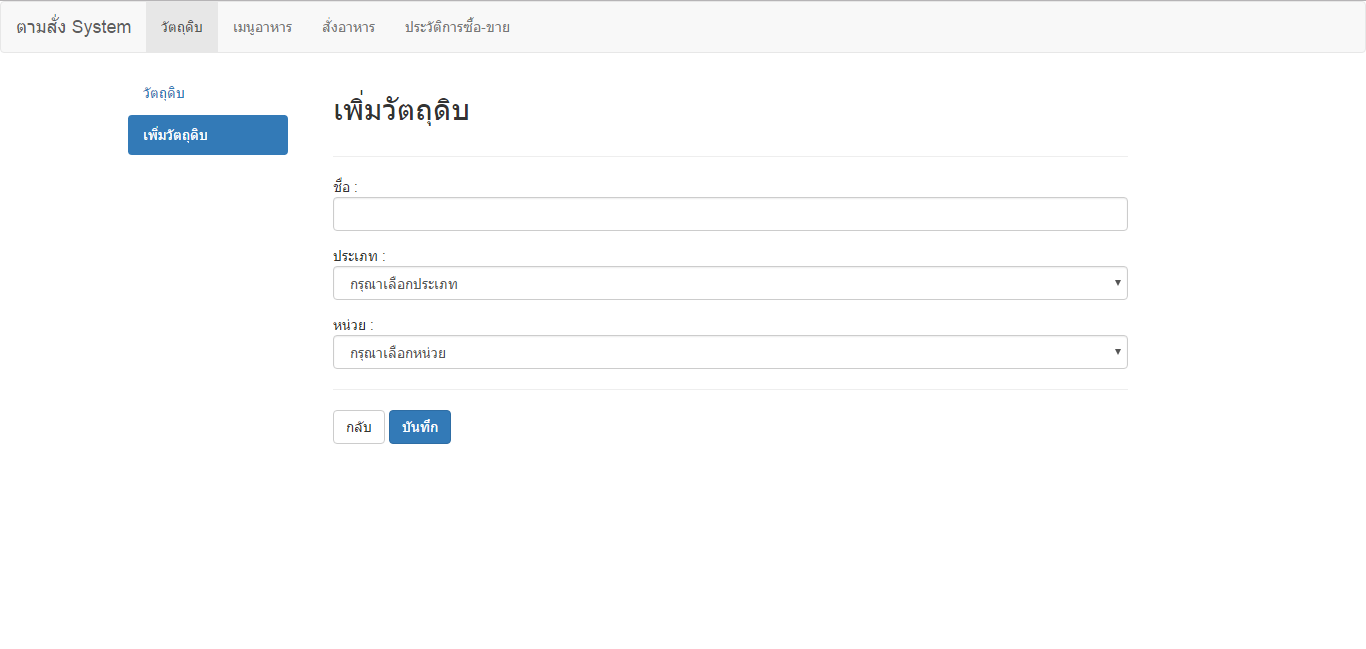 ตามสั่ง System วัตถุดิบ เมนูอาหาร สั่งอาหาร ประวัติการซื้อ-ขาย
วัตถุดิบ
เพิ่มวัตถุดิบ
เพิ่มวัตถุดิบ
ชื่อ :
ประเภท :
กรุณาเลือกประเภท
หน่วย :
กรุณาเลือกหน่วย
กลับ บันทึก